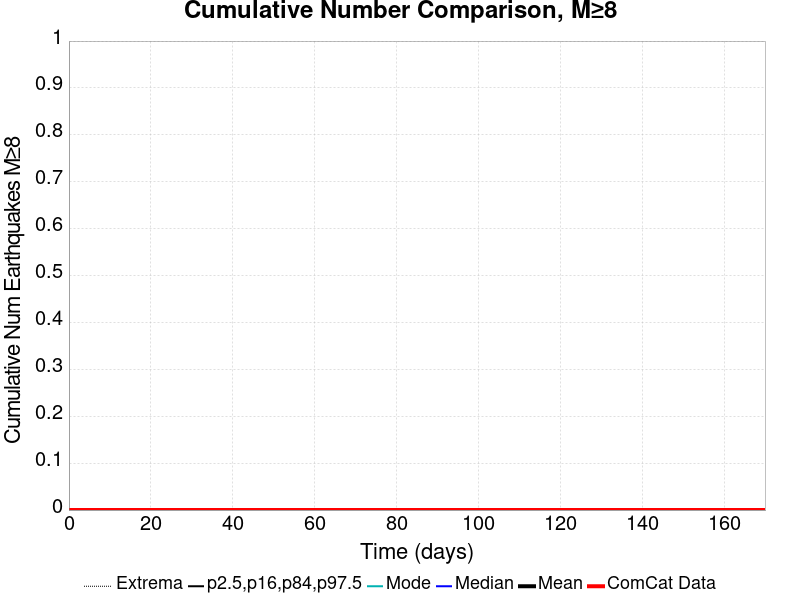 Cumulative Number Comparison, M≥8
Cumulative Num Earthquakes M≥8
1
0.9
0.8
0.7
0.6
0.5
0.4
0.3
0.2
0.1
0
0 20 40 60 80 100 120 140 160
Time (days)
Extrema p2.5,p16,p84,p97.5 Mode Median Mean ComCat Data